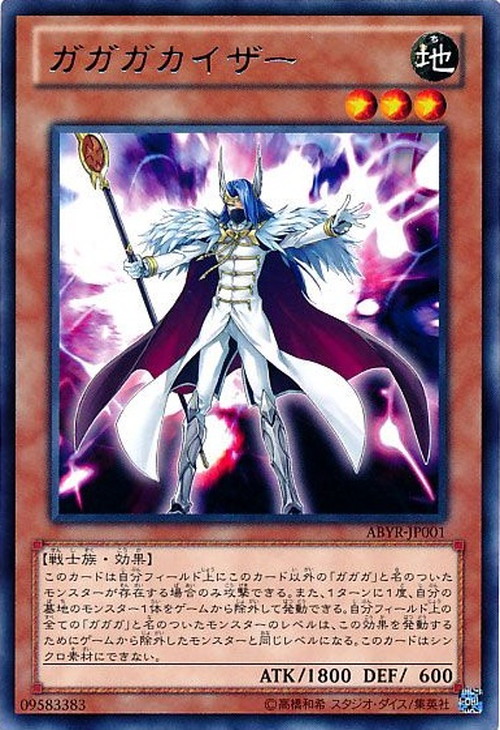 ガガガカイザー
地
ABYR-JP001
【戦士族・効果】
このカードは自分フィールド上にこのカード以外の「ガガガ」と名のついた
モンスターが存在する場合のみ攻撃できる。また、1ターンに1度、自分の
墓地のモンスター1体をゲームから除外して発動できる。自分フィールド上の
全ての「ガガガ」と名のついたモンスターのレベルは、この効果を発動する
ためにゲームから除外したモンスターと同じレベルになる。このカードはシン
クロ素材にできない。
ATK/1800 DEF/ 600
09583383 ©高橋和希 スタジオ・ダイス/集英社